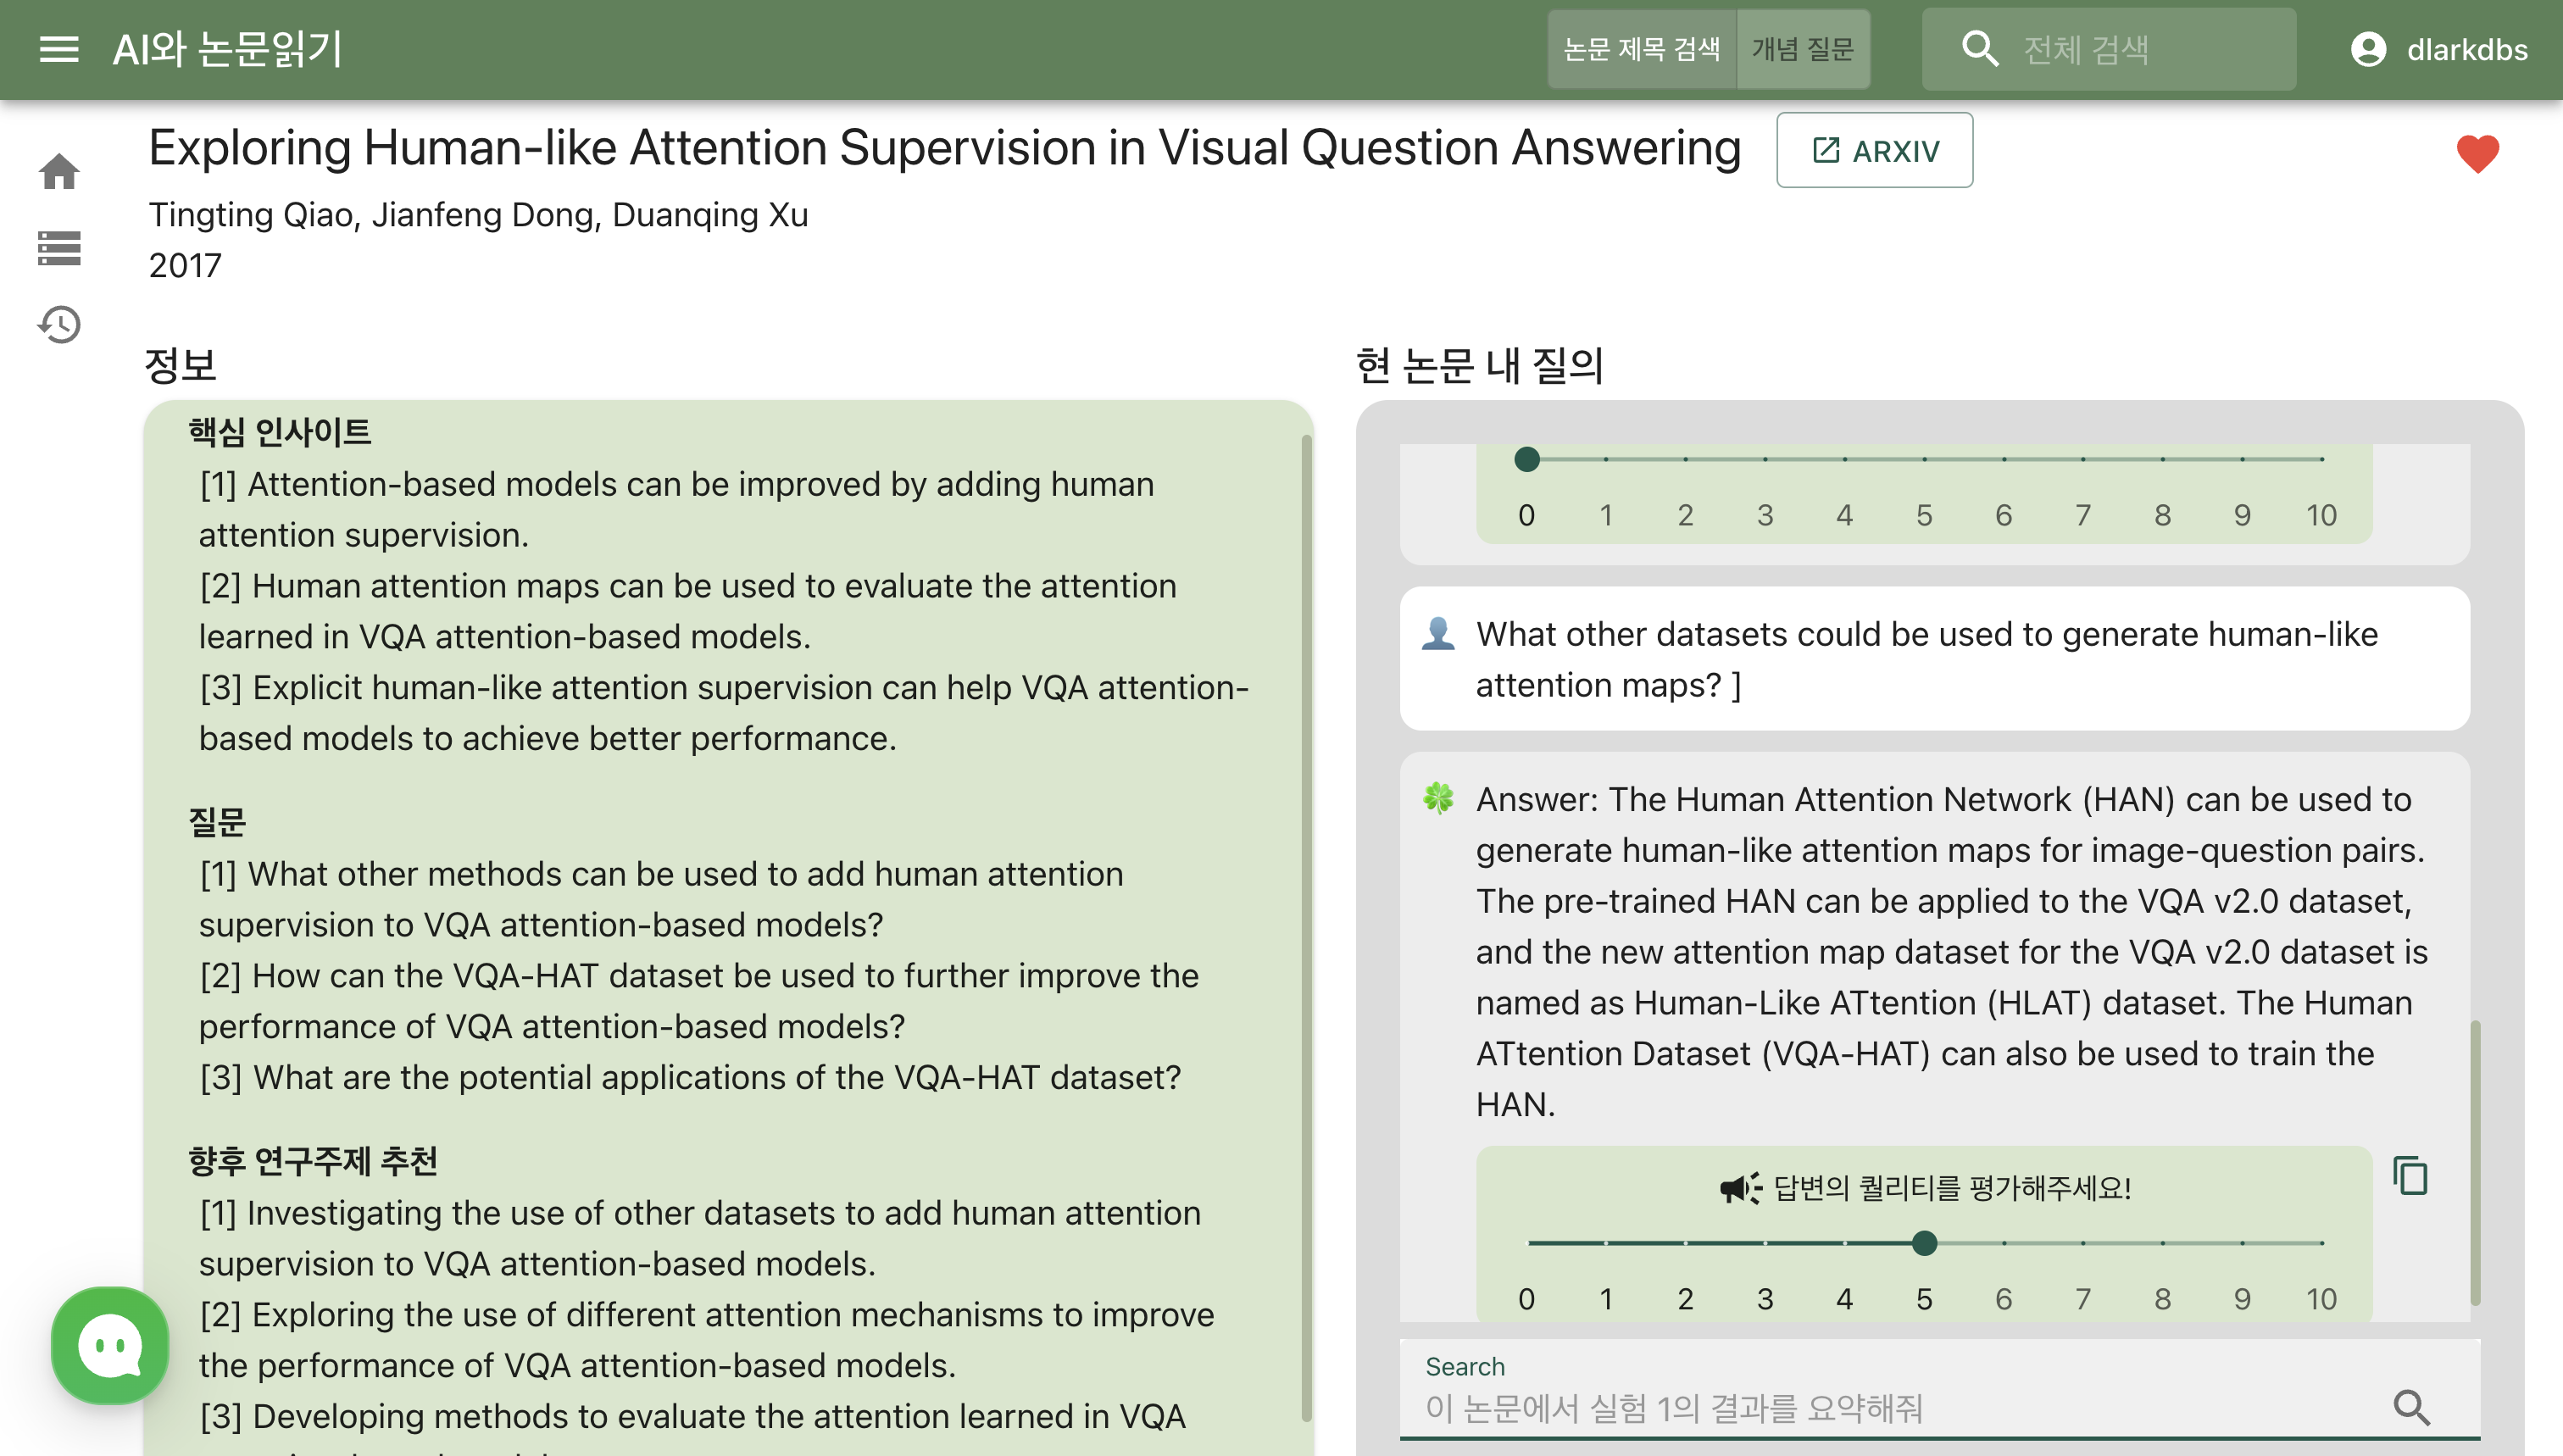 AI와 논문읽기
논문 제목 검색
개념 질문
전체 검색
dlarkdbs
Exploring Human-like Attention Supervision in Visual Question Answering
ARXIV
Tingting Qiao, Jianfeng Dong, Duanqing Xu
2017
정보
핵심 인사이트
[1] Attention-based models can be improved by adding human
attention supervision.
[2] Human attention maps can be used to evaluate the attention
learned in VQA attention-based models.
[3] Explicit human-like attention supervision can help VQA attention-
based models to achieve better performance.
질문
[1] What other methods can be used to add human attention
supervision to VQA attention-based models?
[2] How can the VQA-HAT dataset be used to further improve the
performance of VQA attention-based models?
[3] What are the potential applications of the VQA-HAT dataset?
향후 연구주제 추천
[1] Investigating the use of other datasets to add human attention
supervision to VQA attention-based models.
[2] Exploring the use of different attention mechanisms to improve
the performance of VQA attention-based models.
[3] Developing methods to evaluate the attention learned in VQA
현 논문 내 질의
0 1 2 3 4 5 6 7 8 9 10
What other datasets could be used to generate human-like
attention maps? ]
Answer: The Human Attention Network (HAN) can be used to
generate human-like attention maps for image-question pairs.
The pre-trained HAN can be applied to the VQA v2.0 dataset,
and the new attention map dataset for the VQA v2.0 dataset is
named as Human-Like ATtention (HLAT) dataset. The Human
ATtention Dataset (VQA-HAT) can also be used to train the
HAN.
답변의 퀄리티를 평가해주세요!
0 1 2 3 4 5 6 7 8 9 10
Search
이 논문에서 실험 1의 결과를 요약해줘